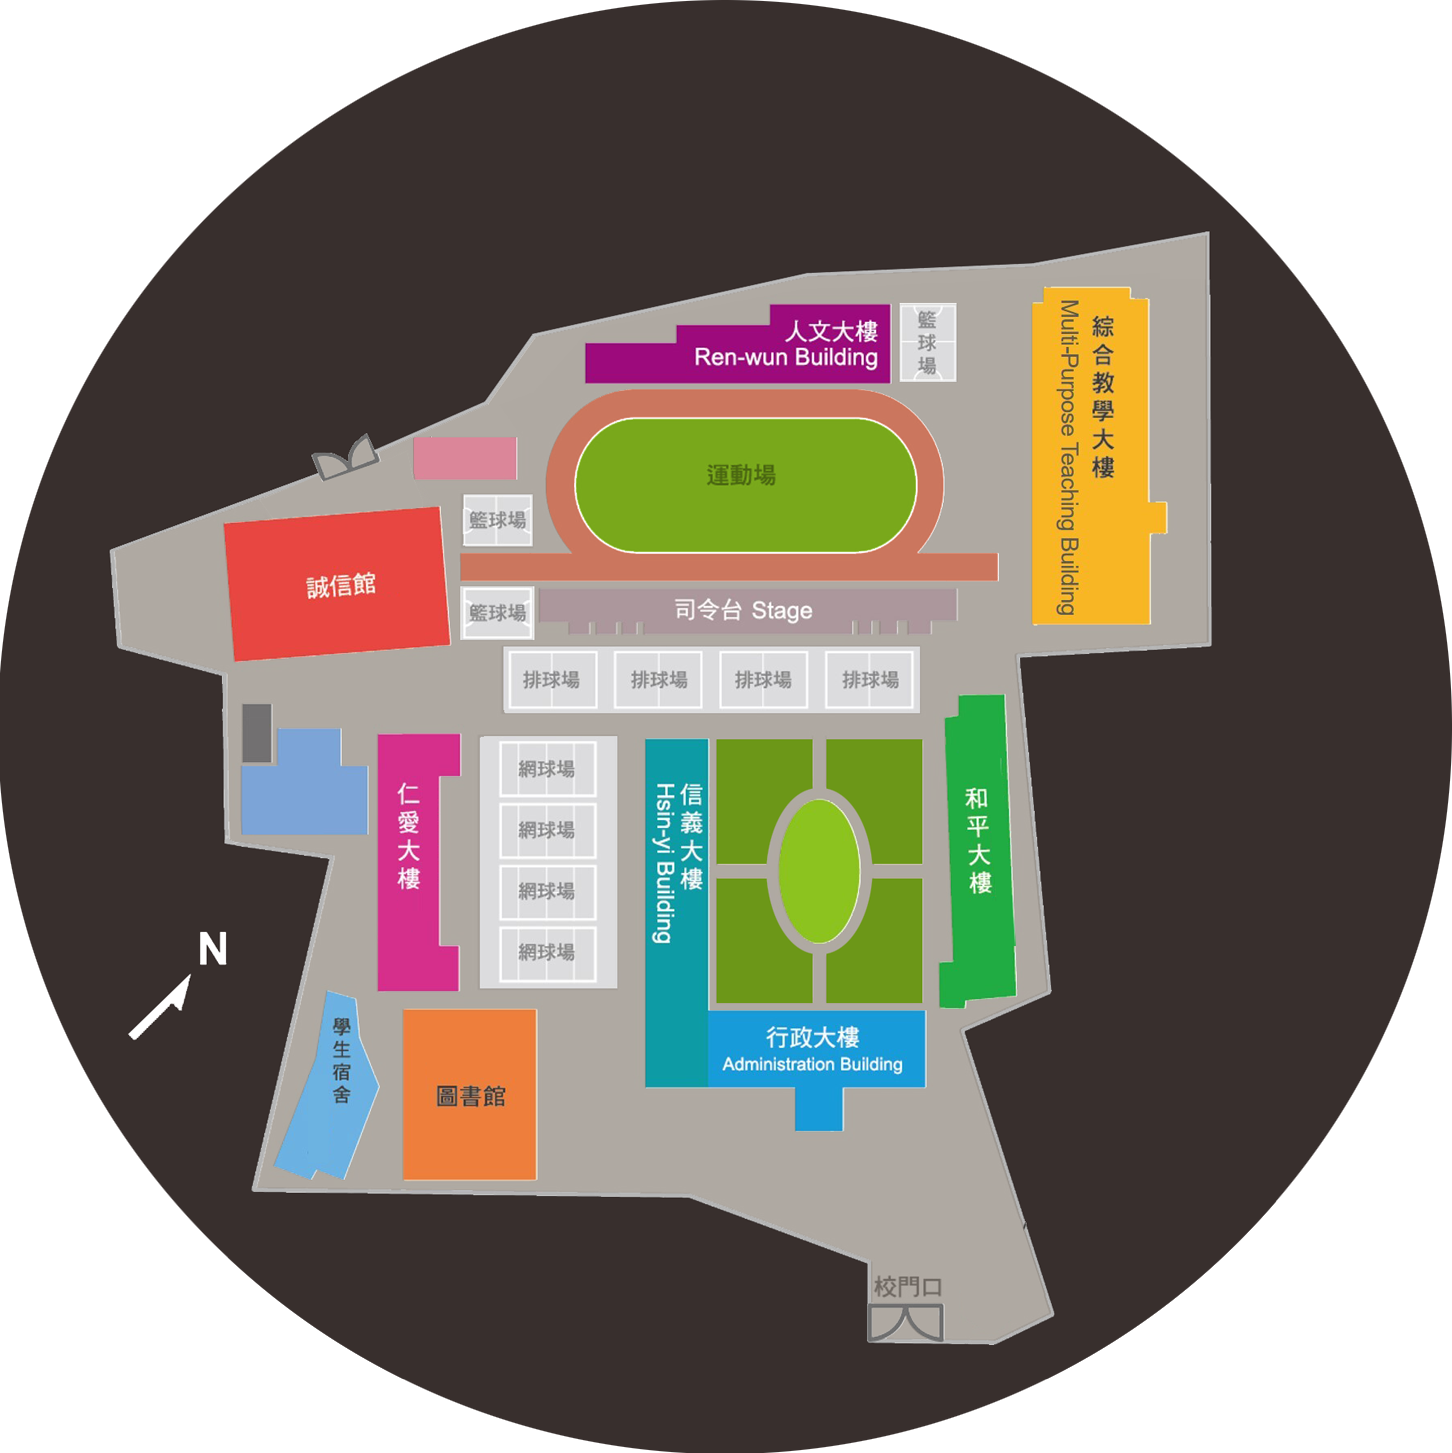 人文大樓
Ren-wun Building
籃球場
綜合教學大樓
Multi-Purpose Teaching Building
運動場
籃球場
誠信館
籃球場
司令台 Stage
排球場
排球場
排球場
排球場
仁愛大樓
網球場
網球場
網球場
網球場
信義大樓
Hsin-yi Building
和平大樓
N
學生宿舍
圖書館
行政大樓
Administration Building
校門口